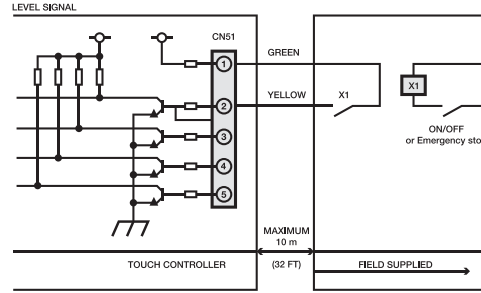 LEVEL SIGNAL
CN51
GREEN
1
YELLOW
X1
X1
2
ON/OFF
3
or Emergency sto
4
5
MAXIMUM
10 m
TOUCH CONTROLLER
(32 FT)
FIELD SUPPLIED